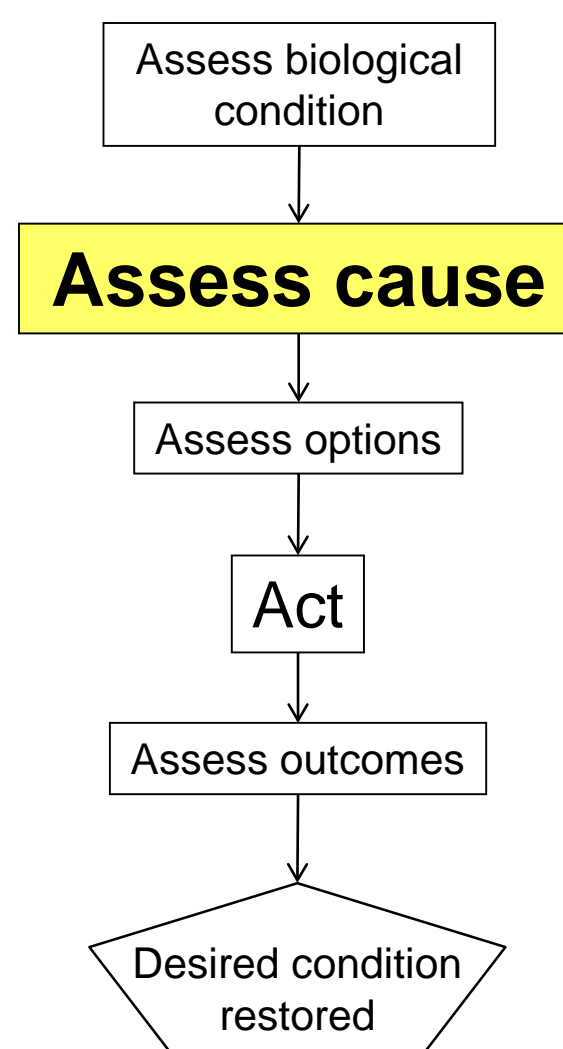 Assess biological
condition
Assess cause
Assess options
Act
Assess outcomes
Desired condition
restored